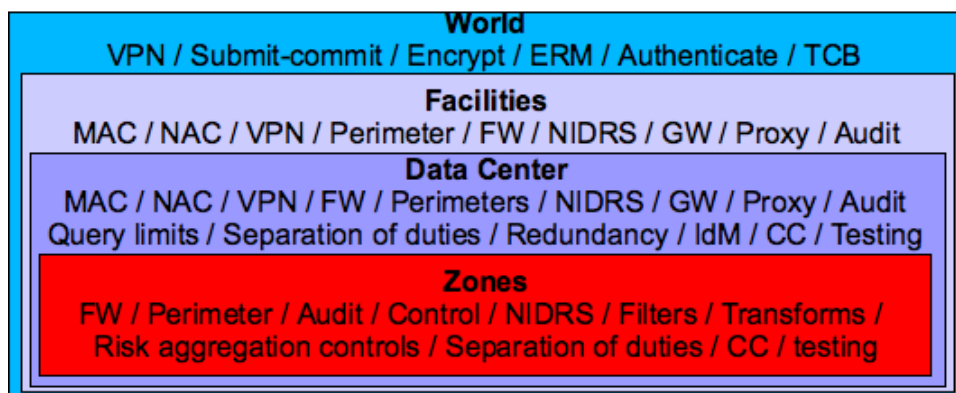 World
VPN / Submit-commit / Encrypt / ERM / Authenticate / TCB
Facilities
MAC / NAC / VPN / Perimeter / FW / NIDRS / GW / Proxy / Audit
Data Center
MAC / NAC / VPN / FW / Perimeters / NIDRS / GW / Proxy / Audit
Query limits / Separation of duties / Redundancy / IdM / CC / Testing
Zones
FW / Perimeter / Audit / Control / NIDRS / Filters / Transforms /
Risk aggregation controls / Separation of duties / CC / testing